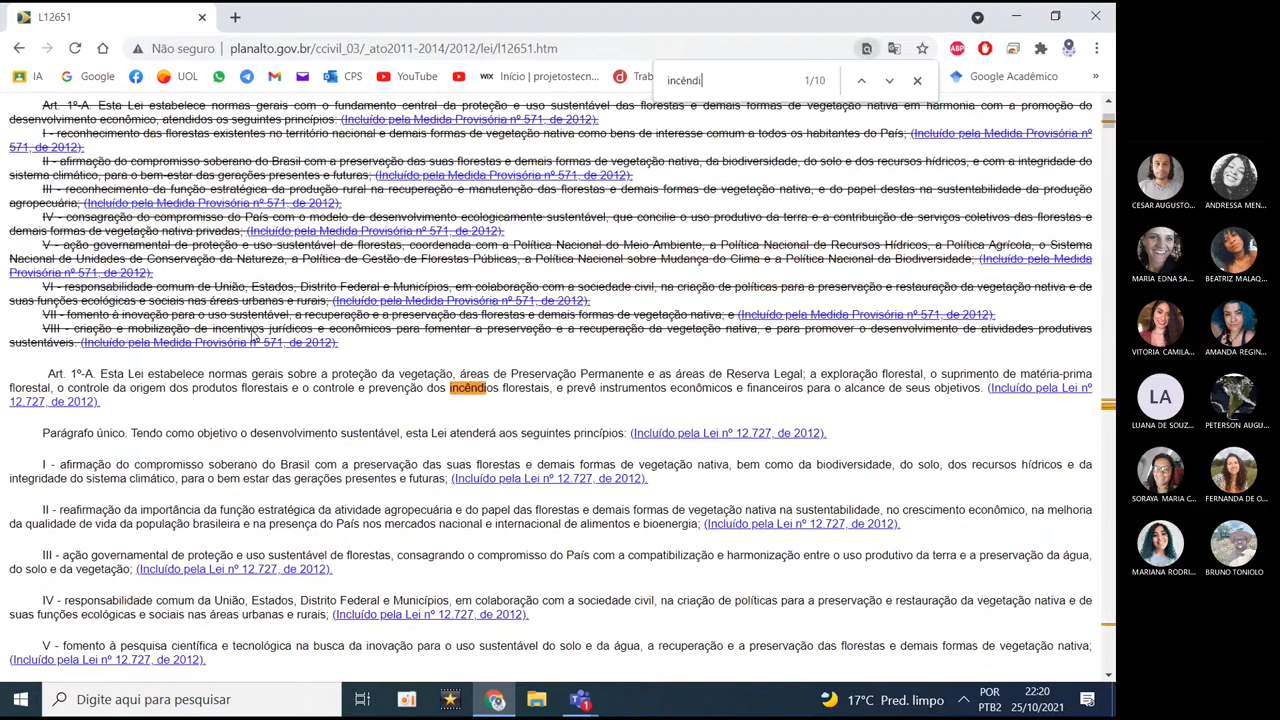 L12651
Não seguro | planalto.gov.br/ccivil_03/_ato2011-2014/2012/lei/l12651.htm
IA Google UOL CPS YouTube Início | projetostecn... Trab Google Acadêmico
incêndi 1/10
Art. 1º-A. Esta Lei estabelece normas gerais com o fundamento central da proteção e uso sustentável das florestas e demais formas de vegetação nativa em harmonia com a promoção do
desenvolvimento econômico, atendidos os seguintes princípios: (Incluído pela Medida Provisória nº 571, de 2012).
I - reconhecimento das florestas existentes no território nacional e demais formas de vegetação nativa como bens de interesse comum a todos os habitantes do País; (Incluído pela Medida Provisória nº
571, de 2012).
II - afirmação do compromisso soberano do Brasil com a preservação das suas florestas e demais formas de vegetação nativa, da biodiversidade, do solo e dos recursos hídricos, e com a integridade do
sistema climático, para o bem-estar das gerações presentes e futuras; (Incluído pela Medida Provisória nº 571, de 2012).
III - reconhecimento da função estratégica da produção rural na recuperação e manutenção das florestas e demais formas de vegetação nativa, e do papel destas na sustentabilidade da produção
agropecuária; (Incluído pela Medida Provisória nº 571, de 2012).
IV - consagração do compromisso do País com o modelo de desenvolvimento ecologicamente sustentável, que concilie o uso produtivo da terra e a contribuição de serviços coletivos das florestas e
demais formas de vegetação nativa privadas; (Incluído pela Medida Provisória nº 571, de 2012).
V - ação governamental de proteção e uso sustentável de florestas, coordenada com a Política Nacional do Meio Ambiente, a Política Nacional de Recursos Hídricos, a Política Agrícola, o Sistema
Nacional de Unidades de Conservação da Natureza, a Política de Gestão de Florestas Públicas, a Política Nacional sobre Mudança do Clima e a Política Nacional da Biodiversidade; (Incluído pela Medida
Provisória nº 571, de 2012).
VI - responsabilidade comum de União, Estados, Distrito Federal e Municípios, em colaboração com a sociedade civil, na criação de políticas para a preservação e restauração da vegetação nativa e de
suas funções ecológicas e sociais nas áreas urbanas e rurais; (Incluído pela Medida Provisória nº 571, de 2012).
VII - fomento à inovação para o uso sustentável, a recuperação e a preservação das florestas e demais formas de vegetação nativa; e (Incluído pela Medida Provisória nº 571, de 2012).
VIII - criação e mobilização de incentivos jurídicos e econômicos para fomentar a preservação e a recuperação da vegetação nativa, e para promover o desenvolvimento de atividades produtivas
sustentáveis. (Incluído pela Medida Provisória nº 571, de 2012).
Art. 1º-A. Esta Lei estabelece normas gerais sobre a proteção da vegetação, áreas de Preservação Permanente e as áreas de Reserva Legal; a exploração florestal, o suprimento de matéria-prima
florestal, o controle da origem dos produtos florestais e o controle e prevenção dos incêndios florestais, e prevê instrumentos econômicos e financeiros para o alcance de seus objetivos. (Incluído pela Lei nº
12.727, de 2012).
Parágrafo único. Tendo como objetivo o desenvolvimento sustentável, esta Lei atenderá aos seguintes princípios: (Incluído pela Lei nº 12.727, de 2012).
I - afirmação do compromisso soberano do Brasil com a preservação das suas florestas e demais formas de vegetação nativa, bem como da biodiversidade, do solo, dos recursos hídricos e da
integridade do sistema climático, para o bem estar das gerações presentes e futuras; (Incluído pela Lei nº 12.727, de 2012).
II - reafirmação da importância da função estratégica da atividade agropecuária e do papel das florestas e demais formas de vegetação nativa na sustentabilidade, no crescimento econômico, na melhoria
da qualidade de vida da população brasileira e na presença do País nos mercados nacional e internacional de alimentos e bioenergia; (Incluído pela Lei nº 12.727, de 2012).
III - ação governamental de proteção e uso sustentável de florestas, consagrando o compromisso do País com a compatibilização e harmonização entre o uso produtivo da terra e a preservação da água,
do solo e da vegetação; (Incluído pela Lei nº 12.727, de 2012).
IV - responsabilidade comum da União, Estados, Distrito Federal e Municípios, em colaboração com a sociedade civil, na criação de políticas para a preservação e restauração da vegetação nativa e de
suas funções ecológicas e sociais nas áreas urbanas e rurais; (Incluído pela Lei nº 12.727, de 2012).
V - fomento à pesquisa científica e tecnológica na busca da inovação para o uso sustentável do solo e da água, a recuperação e a preservação das florestas e demais formas de vegetação nativa;
(Incluído pela Lei nº 12.727, de 2012).
Digite aqui para pesquisar
17°C Pred. limpo
POR
PTB2
22:20
25/10/2021
CESAR AUGUSTO... ANDRESSA MEN...
MARIA EDNA SA... BEATRIZ MALAQ...
VITORIA CAMILA... AMANDA REGIN...
LA
LUANA DE SOUZ... PETERSON AUGU...
SORAYA MARIA C... FERNANDA DE O...
MARIANA RODRI... BRUNO TONIOLO
ABP